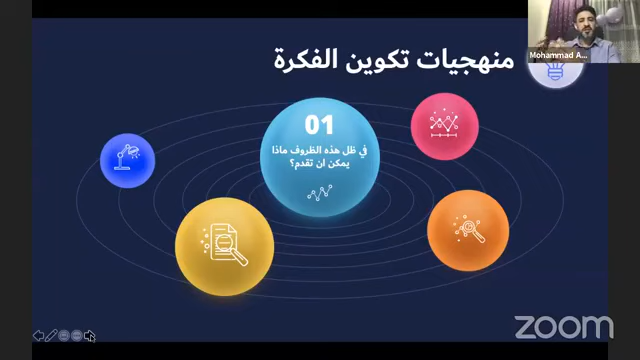 منهجيات تكوين الفكرة
01
في ظل هذه الظروف ماذا
يمكن ان تقدم؟
Mohammad A...
zoom